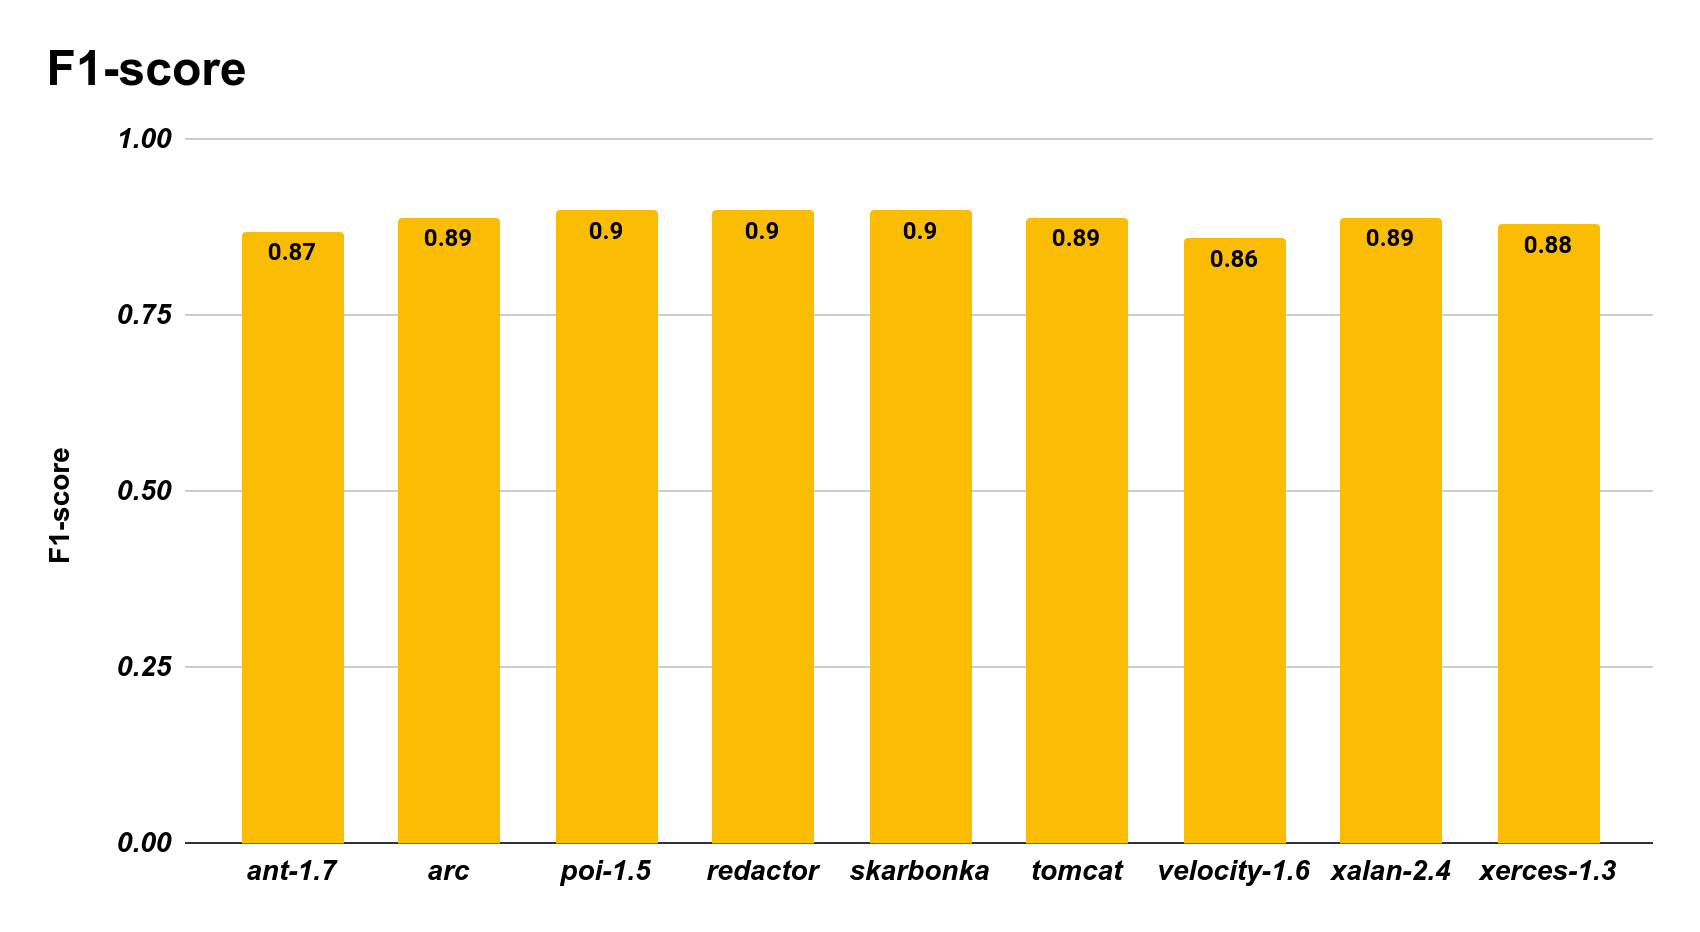 F1-score
1.00
0.75
0.50
0.25
0.00
F1-score
0.87
0.89
0.9
0.9
0.9
0.89
0.86
0.89
0.88
ant-1.7
arc
poi-1.5
redactor
skarbonka
tomcat
velocity-1.6
xalan-2.4
xerces-1.3